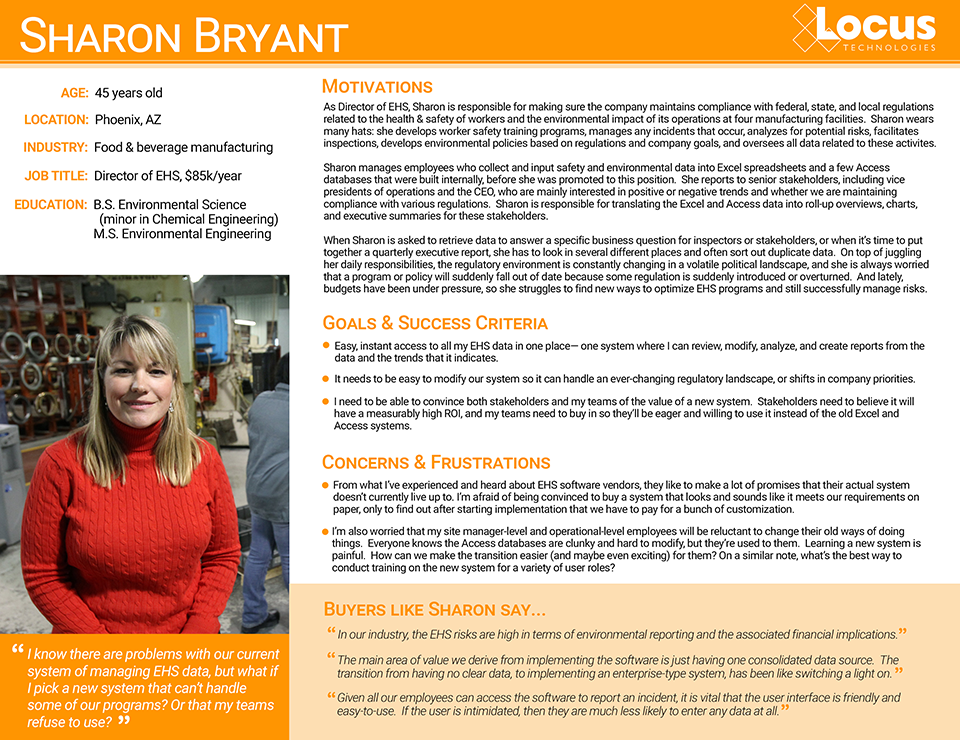 SHARON BRYANT
Locus
TECHNOLOGIES
AGE: 45 years old
LOCATION: Phoenix, AZ
INDUSTRY: Food & beverage manufacturing
JOB TITLE: Director of EHS, $85k/year
EDUCATION: B.S. Environmental Science
(minor in Chemical Engineering)
M.S. Environmental Engineering
“ I know there are problems with our current
system of managing EHS data, but what if
I pick a new system that can’t handle
some of our programs? Or that my teams
refuse to use? ”
MOTIVATIONS
As Director of EHS, Sharon is responsible for making sure the company maintains compliance with federal, state, and local regulations
related to the health & safety of workers and the environmental impact of its operations at four manufacturing facilities. Sharon wears
many hats: she develops worker safety training programs, manages any incidents that occur, analyzes for potential risks, facilitates
inspections, develops environmental policies based on regulations and company goals, and oversees all data related to these activites.
Sharon manages employees who collect and input safety and environmental data into Excel spreadsheets and a few Access
databases that were built internally, before she was promoted to this position. She reports to senior stakeholders, including vice
presidents of operations and the CEO, who are mainly interested in positive or negative trends and whether we are maintaining
compliance with various regulations. Sharon is responsible for translating the Excel and Access data into roll-up overviews, charts,
and executive summaries for these stakeholders.
When Sharon is asked to retrieve data to answer a specific business question for inspectors or stakeholders, or when it’s time to put
together a quarterly executive report, she has to look in several different places and often sort out duplicate data. On top of juggling
her daily responsibilities, the regulatory environment is constantly changing in a volatile political landscape, and she is always worried
that a program or policy will suddenly fall out of date because some regulation is suddenly introduced or overturned. And lately,
budgets have been under pressure, so she struggles to find new ways to optimize EHS programs and still successfully manage risks.
GOALS & SUCCESS CRITERIA
● Easy, instant access to all my EHS data in one place— one system where I can review, modify, analyze, and create reports from the
data and the trends that it indicates.
● It needs to be easy to modify our system so it can handle an ever-changing regulatory landscape, or shifts in company priorities.
● I need to be able to convince both stakeholders and my teams of the value of a new system. Stakeholders need to believe it will
have a measurably high ROI, and my teams need to buy in so they’ll be eager and willing to use it instead of the old Excel and
Access systems.
CONCERNS & FRUSTRATIONS
● From what I’ve experienced and heard about EHS software vendors, they like to make a lot of promises that their actual system
doesn’t currently live up to. I’m afraid of being convinced to buy a system that looks and sounds like it meets our requirements on
paper, only to find out after starting implementation that we have to pay for a bunch of customization.
● I’m also worried that my site manager-level and operational-level employees will be reluctant to change their old ways of doing
things. Everyone knows the Access databases are clunky and hard to modify, but they’re used to them. Learning a new system is
painful. How can we make the transition easier (and maybe even exciting) for them? On a similar note, what’s the best way to
conduct training on the new system for a variety of user roles?
BUYERS LIKE SHARON SAY...
“ In our industry, the EHS risks are high in terms of environmental reporting and the associated financial implications.”
“ The main area of value we derive from implementing the software is just having one consolidated data source. The
transition from having no clear data, to implementing an enterprise-type system, has been like switching a light on. ”
“ Given all our employees can access the software to report an incident, it is vital that the user interface is friendly and
easy-to-use. If the user is intimidated, then they are much less likely to enter any data at all. ”